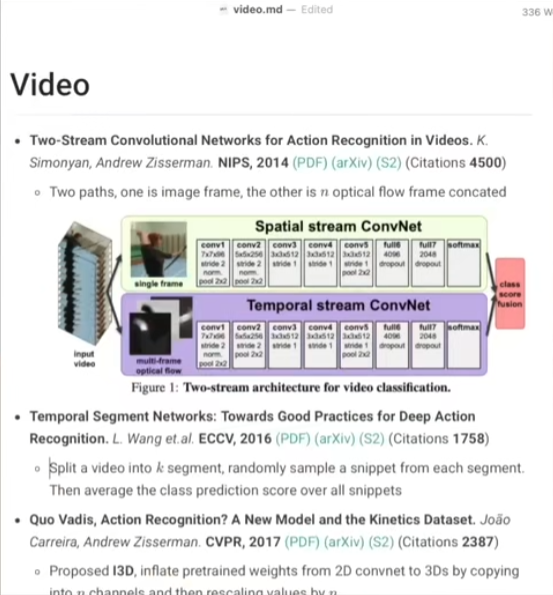 video.md — Edited
336 W
Video
• Two-Stream Convolutional Networks for Action Recognition in Videos. K.
Simonyan, Andrew Zisserman. NIPS, 2014 (PDF) (arXiv) (S2) (Citations 4500)
◦ Two paths, one is image frame, the other is n optical flow frame concated
Spatial stream ConvNet
conv1 conv2 conv3 conv4 conv5 full6 full7 softmax
7x7x96 5x5x256 3x3x512 3x3x512 3x3x512 4096 2048
stride 2 stride 2 stride 1 stride 1 stride 1 dropout dropout
norm. norm. pool 2x2
pool 2x2 pool 2x2
single frame
Temporal stream ConvNet
conv1 conv2 conv3 conv4 conv5 full6 full7 softmax
7x7x96 5x5x256 3x3x512 3x3x512 3x3x512 4096 2048
stride 2 stride 2 stride 1 stride 1 stride 1 dropout dropout
norm. pool 2x2 pool 2x2
pool 2x2
input
video
multi-frame
optical flow
class
score
fusion
Figure 1: Two-stream architecture for video classification.
• Temporal Segment Networks: Towards Good Practices for Deep Action
Recognition. L. Wang et.al. ECCV, 2016 (PDF) (arXiv) (S2) (Citations 1758)
◦ Split a video into k segment, randomly sample a snippet from each segment.
Then average the class prediction score over all snippets
• Quo Vadis, Action Recognition? A New Model and the Kinetics Dataset. João
Carreira, Andrew Zisserman. CVPR, 2017 (PDF) (arXiv) (S2) (Citations 2387)
◦ Proposed I3D, inflate pretrained weights from 2D convnet to 3Ds by copying
into n channels and then rescaling values by n